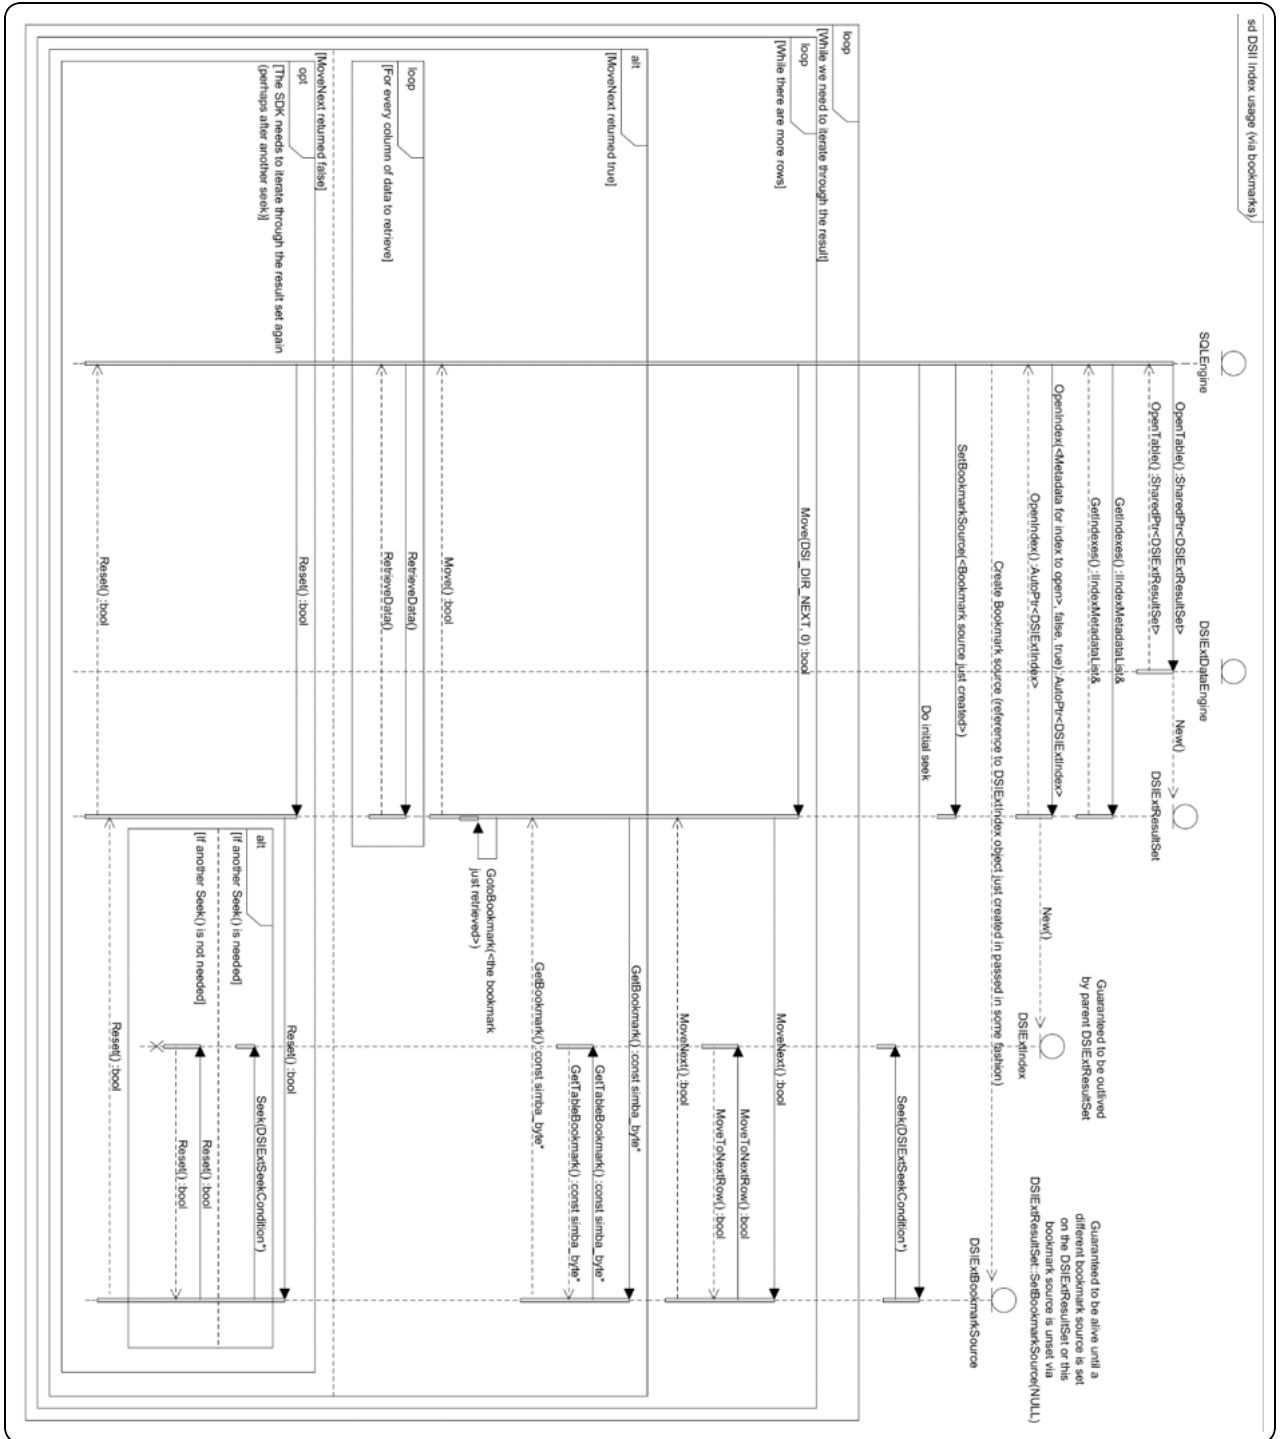 sd DSII Index usage (via bookmarks)
SQLEngine
DSIExtDataEngine
DSIExtResultSet
DSIExtIndex
DSIExtBookmarkSource
Guaranteed to be outlived
by parent DSIExtResultSet
Guaranteed to be alive until a
different bookmark source is set
on the DSIExtResultSet or this
bookmark source is unset via
DSIExtResultSet::SetBookmarkSource(NULL)
OpenTable() :SharedPtr<DSIExtResultSet>
New()
OpenTable() :SharedPtr<DSIExtResultSet>
GetIndexes() :IIndexMetadataList&
GetIndexes() :IIndexMetadataList&
OpenIndex(<Metadata for index to open>, false, true) :AutoPtr<DSIExtIndex>
New()
OpenIndex() :AutoPtr<DSIExtIndex>
Create Bookmark source (reference to DSIExtIndex object just created in passed in some fashion)
SetBookmarkSource(<Bookmark source just created>)
Do initial seek
Seek(DSIExtSeekCondition*)
loop
[While we need to iterate through the result]
loop
[While there are more rows]
Move(DSI_DIR_NEXT, 0) :bool
MoveNext() :bool
MoveToNextRow() :bool
MoveToNextRow() :bool
MoveNext() :bool
alt
[MoveNext returned true]
GetBookmark() :const simba_byte*
GetTableBookmark() :const simba_byte*
GetTableBookmark() :const simba_byte*
GetBookmark() :const simba_byte*
GotoBookmark(<the bookmark
just retrieved>)
Move() :bool
loop
[For every column of data to retrieve]
RetrieveData()
RetrieveData()
[MoveNext returned false]
opt
[The SDK needs to iterate through the result set again
(perhaps after another seek)]
Reset() :bool
Reset() :bool
alt
[If another Seek() is needed]
Seek(DSIExtSeekCondition*)
[If another Seek() is not needed]
Reset() :bool
Reset() :bool
Reset() :bool
Reset() :bool